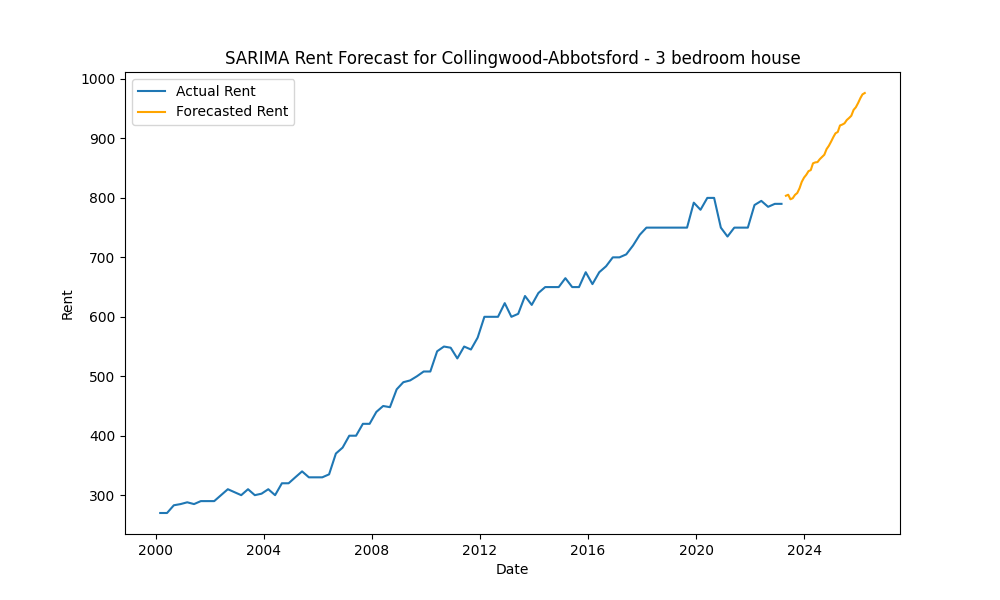 SARIMA Rent Forecast for Collingwood-Abbotsford - 3 bedroom house
Actual Rent
Forecasted Rent
1000
900
800
700
600
500
400
300
Rent
2000 2004 2008 2012 2016 2020 2024
Date